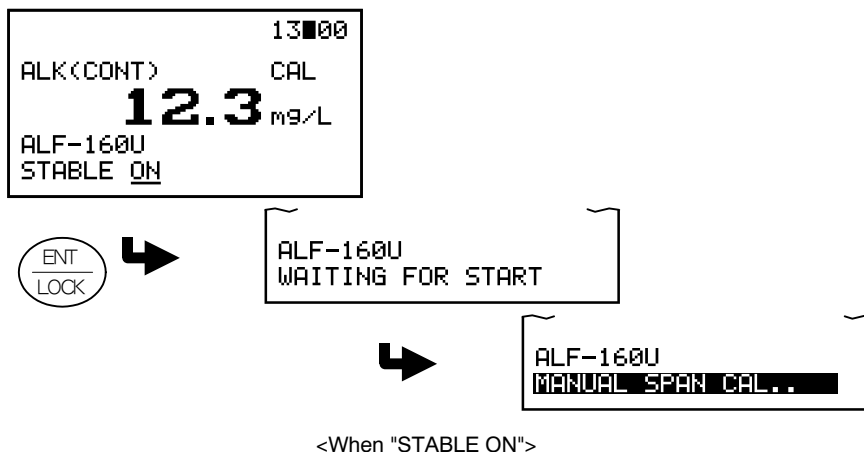 13:00
ALK(CONT) CAL
12.3 mg/L
ALF-160U
STABLE ON
ENT
LOCK
ALF-160U
WAITING FOR START
ALF-160U
MANUAL SPAN CAL..
<When "STABLE ON">